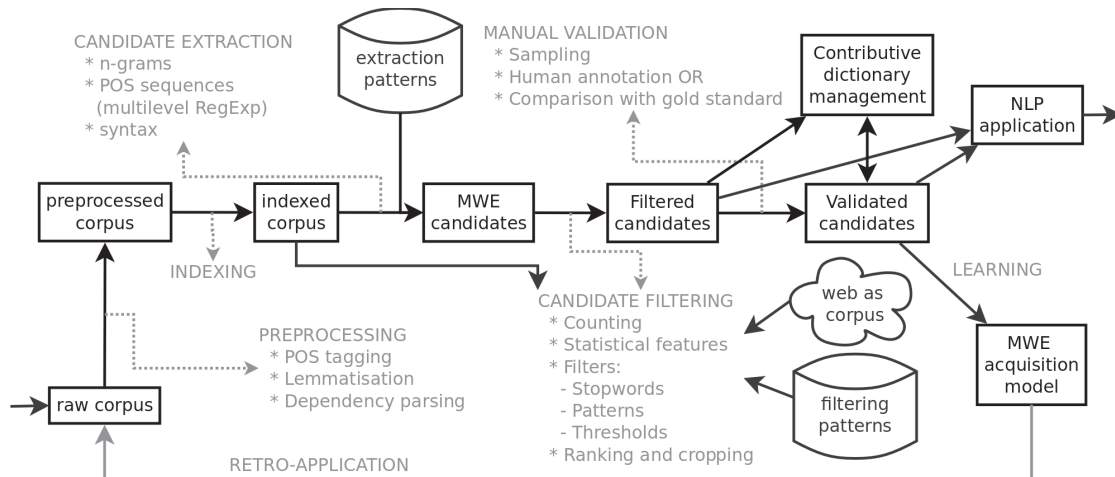 CANDIDATE EXTRACTION
* n-grams
* POS sequences
(multilevel RegExp)
* syntax
extraction
patterns
MANUAL VALIDATION
* Sampling
* Human annotation OR
* Comparison with gold standard
Contributive
dictionary
management
NLP
application
preprocessed
corpus
indexed
corpus
MWE
candidates
Filtered
candidates
Validated
candidates
INDEXING
LEARNING
PREPROCESSING
* POS tagging
* Lemmatisation
* Dependency parsing
CANDIDATE FILTERING
* Counting
* Statistical features
* Filters:
- Stopwords
- Patterns
- Thresholds
* Ranking and cropping
web as
corpus
filtering
patterns
MWE
acquisition
model
raw corpus
RETRO-APPLICATION